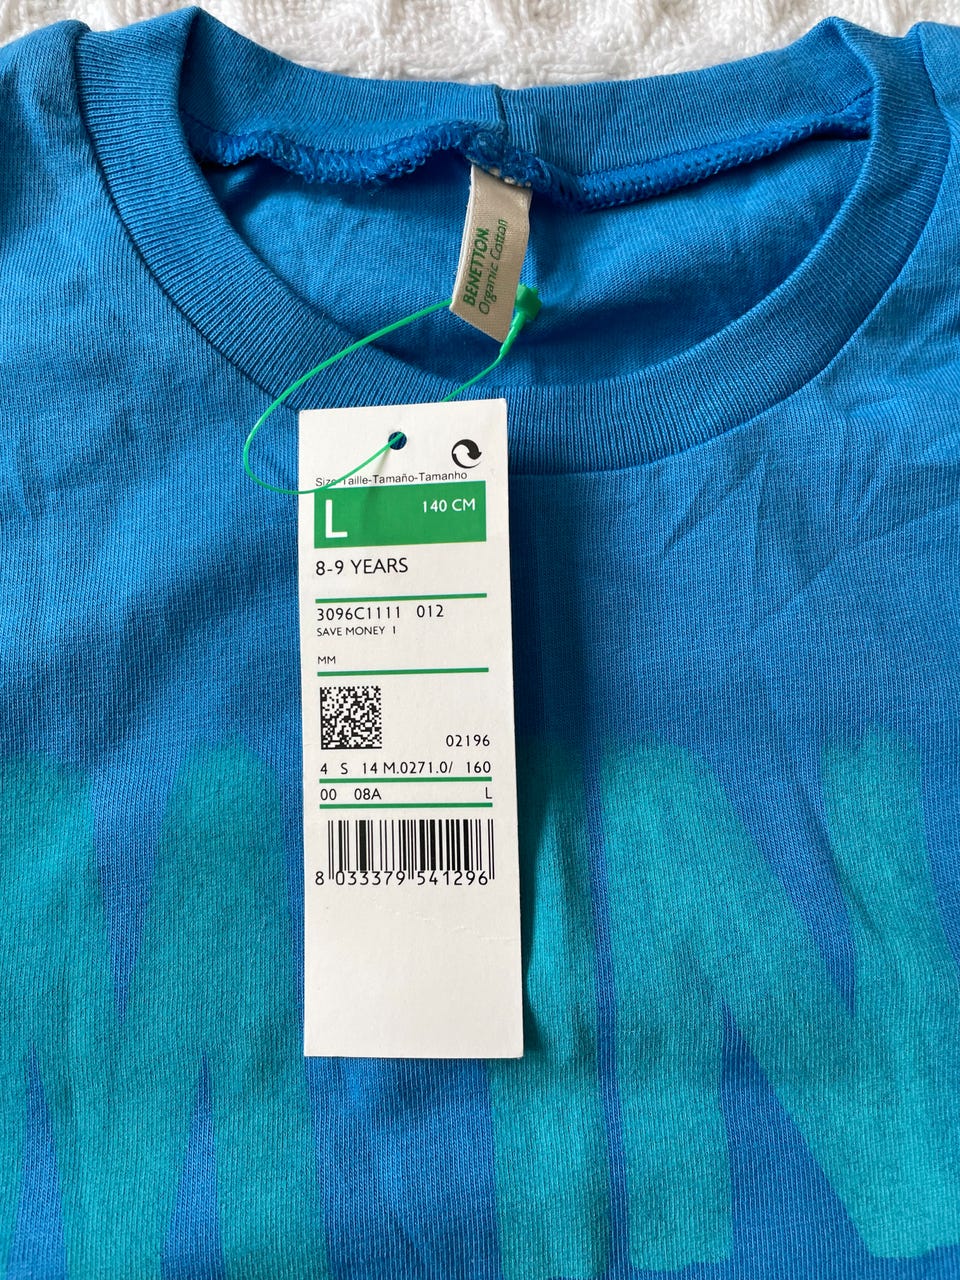 BENETTON.
Organic Cotton
Size-Taille-Tamaño-Tamanho
L 140 CM
8-9 YEARS
3096C1111 012
SAVE MONEY 1
MM
02196
4 S 14 M.0271.0/ 160
00 08A L
8 033379 541296